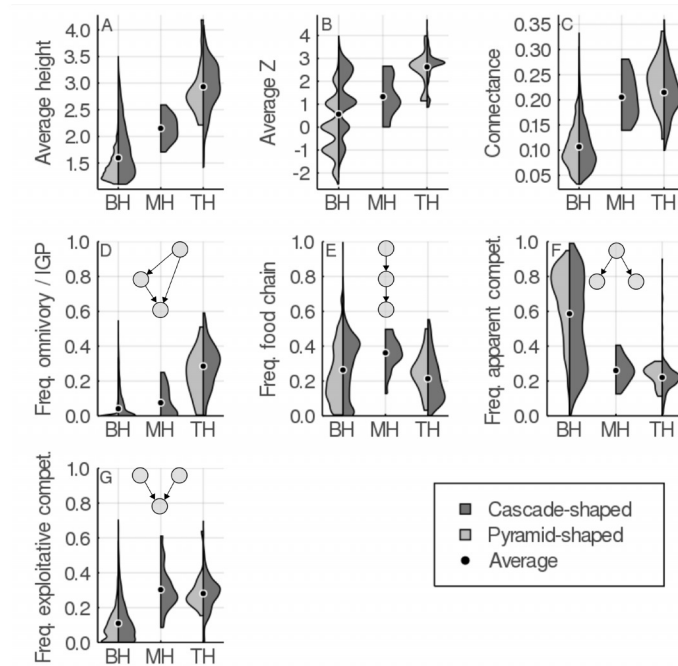 A
Average height
4.0
3.5
3.0
2.5
2.0
1.5
BH MH TH
B
Average Z
4
3
2
1
0
-1
-2
BH MH TH
C
Connectance
0.35
0.30
0.25
0.20
0.15
0.10
0.05
BH MH TH
D
Freq. omnivory / IGP
1.0
0.8
0.6
0.4
0.2
0.0
BH MH TH
E
Freq. food chain
1.0
0.8
0.6
0.4
0.2
0.0
BH MH TH
F
Freq. apparent compet.
1.0
0.8
0.6
0.4
0.2
0.0
BH MH TH
G
Freq. exploitative compet.
1.0
0.8
0.6
0.4
0.2
0.0
BH MH TH
Cascade-shaped
Pyramid-shaped
Average